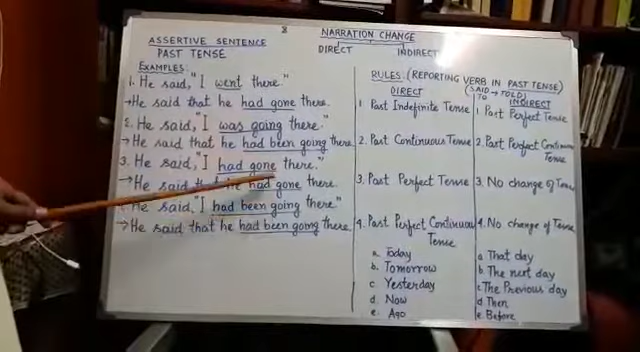 8
NARRATION CHANGE
ASSERTIVE SENTENCE
PAST TENSE
DIRECT INDIRECT
EXAMPLES:
1. He said, "I went there."
→ He said that he had gone there.
2. He said, "I was going there."
→ He said that he had been going there.
3. He said, "I had gone there."
→ He said that he had gone there.
He said, "I had been going there"
→ He said that he had been going there.
RULES: (REPORTING VERB IN PAST TENSE)
(SAID TO → TOLD)
DIRECT INDIRECT
1 Past Indefinite Tense 1 Past Perfect Tense
2. Past Continuous Tense 2. Past Perfect Continuous Tense
3. Past Perfect Tense 3. No change of Tense
4. Past Perfect Continuous Tense 4. No change of Tense
a. Today a That day
b. Tomorrow b The next day
c Yesterday c The Previous day
d. Now d Then
e. Ago e. Before